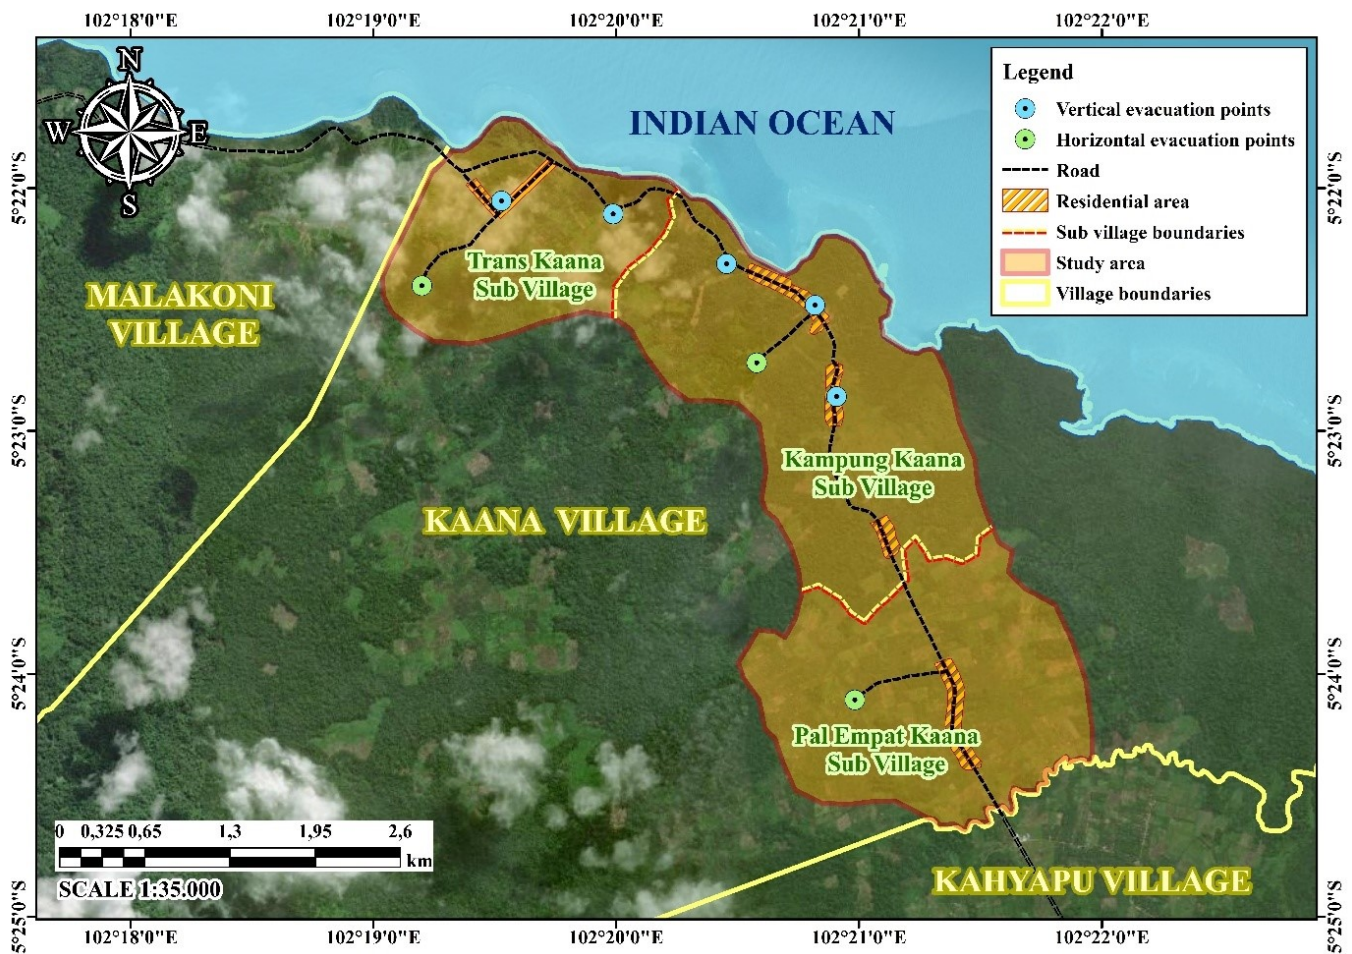 102°18'0"E 102°19'0"E 102°20'0"E 102°21'0"E 102°22'0"E
N
W E
S
INDIAN OCEAN
Legend
Vertical evacuation points
Horizontal evacuation points
Road
Residential area
Sub village boundaries
Study area
Village boundaries
5°22'0"S
5°22'0"S
Trans Kaana
Sub Village
MALAKONI
VILLAGE
5°23'0"S
5°23'0"S
Kampung Kaana
Sub Village
KAANA VILLAGE
5°24'0"S
5°24'0"S
Pal Empat Kaana
Sub Village
0 0,325 0,65 1,3 1,95 2,6
km
SCALE 1:35.000
KAHYAPU VILLAGE
5°25'0"S
5°25'0"S
102°18'0"E 102°19'0"E 102°20'0"E 102°21'0"E 102°22'0"E